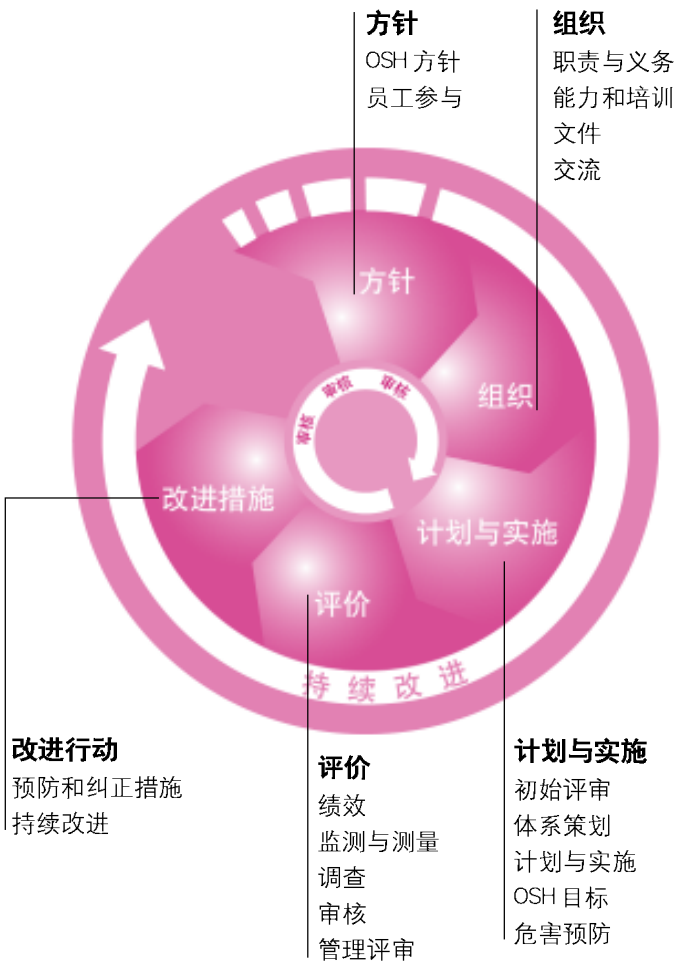 方针
OSH 方针
员工参与
组织
职责与义务
能力和培训
文件
交流
方针
组织
审核
审核
审核
改进措施
计划与实施
评价
持续改进
改进行动
预防和纠正措施
持续改进
评价
绩效
监测与测量
调查
审核
管理评审
计划与实施
初始评审
体系策划
计划与实施
OSH 目标
危害预防